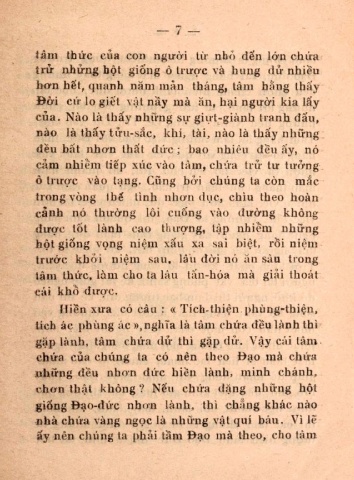 — 7 —
tâm thức của con người từ nhỏ đến lớn chứa
trử những hột giống ô trược và hung dử nhiều
hơn hết, quanh năm mản tháng, tâm hằng thấy
Đời cứ lo giết vật nầy mà ăn, hại người kia lấy
của. Nào là thấy những sự giựt-giành tranh đấu,
nào là thấy tửu-sắc, khí, tài, nào là thấy những
đều bất nhơn thất đức ; bao nhiêu đều ấy, nó
cảm nhiểm tiếp xúc vào tâm, chứa trử tư tưởng
ô trược vào tạng. Cũng bởi chúng ta còn mắc
trong vòng thế tình nhơn dục, chìu theo hoàn
cảnh nó thường lôi cuống vào đường không
được tốt lành cao thượng, tập nhiểm những
hột giống vọng niệm xấu xa sai biệt, rồi niệm
trước khỏi niệm sau, lâu đời nó ăn sâu trong
tâm thức, làm cho ta lâu tấn-hóa mà giải thoát
cái khổ được.
Hiền xưa có câu : « Tích-thiện phùng-thiện,
tích ác phùng ác », nghĩa là tâm chứa đều lành thì
gặp lành, tâm chứa dử thì gặp dử. Vậy cái tâm
của chúng ta có nên theo Đạo mà chứa
những đều nhơn đức hiền lành, minh chánh,
chơn thật không ? Nếu chứa đặng những hột
giống Đạo-đức nhơn lành, thì chẳng khác nào
nhà chứa vàng ngọc là những vật quí báu. Vì lẽ
ấy nên chúng ta phải tầm Đạo mà theo, cho tâm